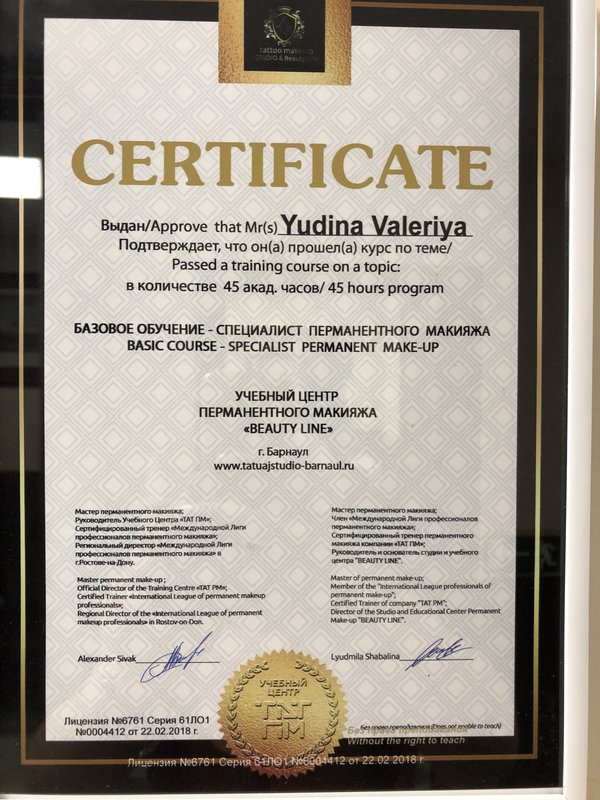 tattoo make-up
STUDIO & Beauty Line
CERTIFICATE
Выдан/Approve that Mr(s) Yudina Valeriya
Подтверждает, что он(а) прошел(а) курс по теме/
Passed a training course on a topic:
в количестве 45 акад. часов/ 45 hours program
БАЗОВОЕ ОБУЧЕНИЕ - СПЕЦИАЛИСТ ПЕРМАНЕНТНОГО МАКИЯЖА
BASIC COURSE - SPECIALIST PERMANENT MAKE-UP
УЧЕБНЫЙ ЦЕНТР
ПЕРМАНЕНТНОГО МАКИЯЖА
«BEAUTY LINE»
г. Барнаул
www.tatuajstudio-barnaul.ru
Мастер перманентного макияжа;
Руководитель Учебного Центра «ТАТ ПМ»;
Сертифицированный тренер «Международной Лиги
профессионалов перманентного макияжа»;
Региональный директор «Международной Лиги
профессионалов перманентного макияжа» в
г.Ростове-на-Дону.
Master permanent make-up ;
Official Director of the Training Centre «TAT PM»;
Certified Trainer «International League of permanent makeup
professionals»;
Regional Director of the «International League of permanent
makeup professionals» in Rostov-on-Don.
Alexander Sivak
Мастер перманентного макияжа;
Член «Международной Лиги профессионалов
перманентного макияжа»;
Сертифицированный тренер перманентного
макияжа компании «ТАТ ПМ»;
Руководитель и основатель студии и учебного
центра "BEAUTY LINE".
Master of permanent make-up;
Member of the "International League professionals of
permanent make-up";
Certified Trainer of company "TAT PM";
Director of the Studio and Educational Center Permanent
Make-up "BEAUTY LINE".
Lyudmila Shabalina
УЧЕБНЫЙ
ЦЕНТР
ТАТ
ПМ
Лицензия №6761 Серия 61ЛО1
№0004412 от 22.02.2018 г.
Без права преподавания (Does not enable to teach)
Без права преподавания
Without the right to teach
Лицензия №6761 Серия 61ЛО1 №0004412 от 22.02.2018 г.